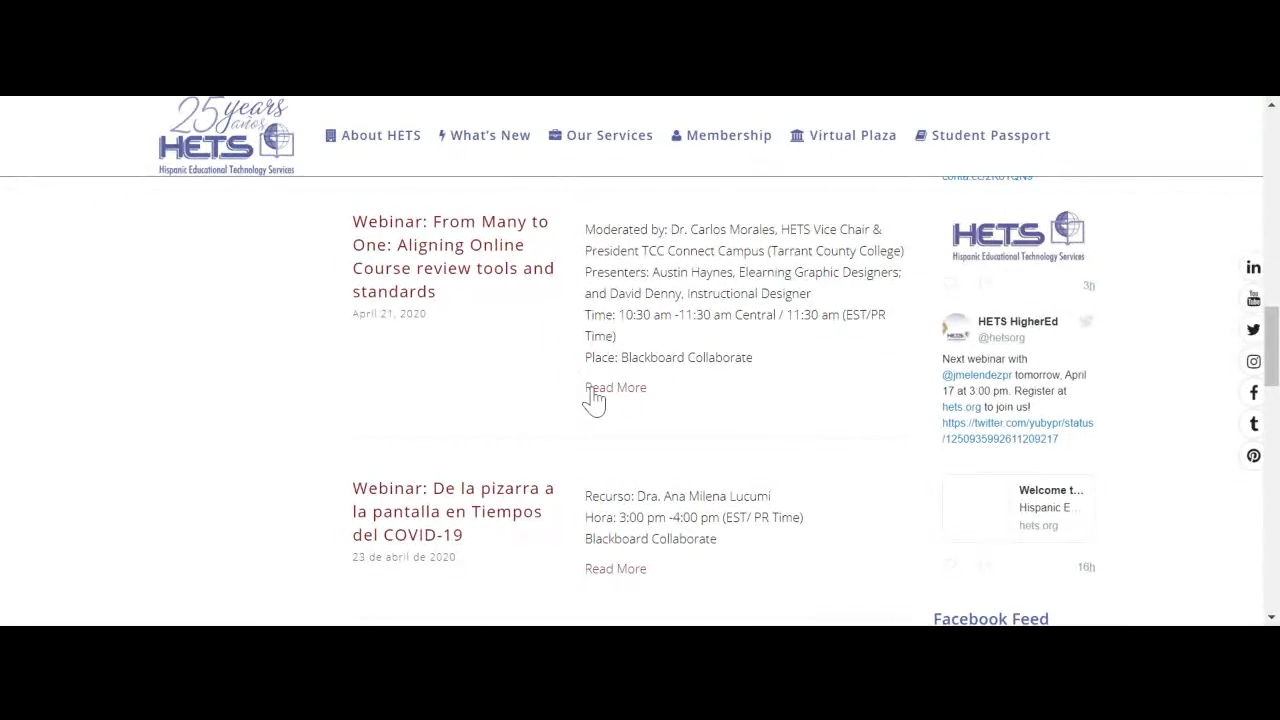 25 years
años
HETS
Hispanic Educational Technology Services
About HETS
What's New
Our Services
Membership
Virtual Plaza
Student Passport
Webinar: From Many to
One: Aligning Online
Course review tools and
standards
April 21, 2020
Moderated by: Dr. Carlos Morales, HETS Vice Chair &
President TCC Connect Campus (Tarrant County College)
Presenters: Austin Haynes, Elearning Graphic Designers;
and David Denny, Instructional Designer
Time: 10:30 am -11:30 am Central / 11:30 am (EST/PR
Time)
Place: Blackboard Collaborate
Read More
Webinar: De la pizarra a
la pantalla en Tiempos
del COVID-19
23 de abril de 2020
Recurso: Dra. Ana Milena Lucumi
Hora: 3:00 pm -4:00 pm (EST/ PR Time)
Blackboard Collaborate
Read More
HETS
Hispanic Educational Technology Services
3h
HETS HigherEd
@hetsorg
Next webinar with
@jmelendezpr tomorrow, April
17 at 3:00 pm. Register at
hets.org to join us!
https://twitter.com/yubypr/status
/1250935992611209217
Welcome t...
Hispanic E...
hets.org
16h
Facebook Feed